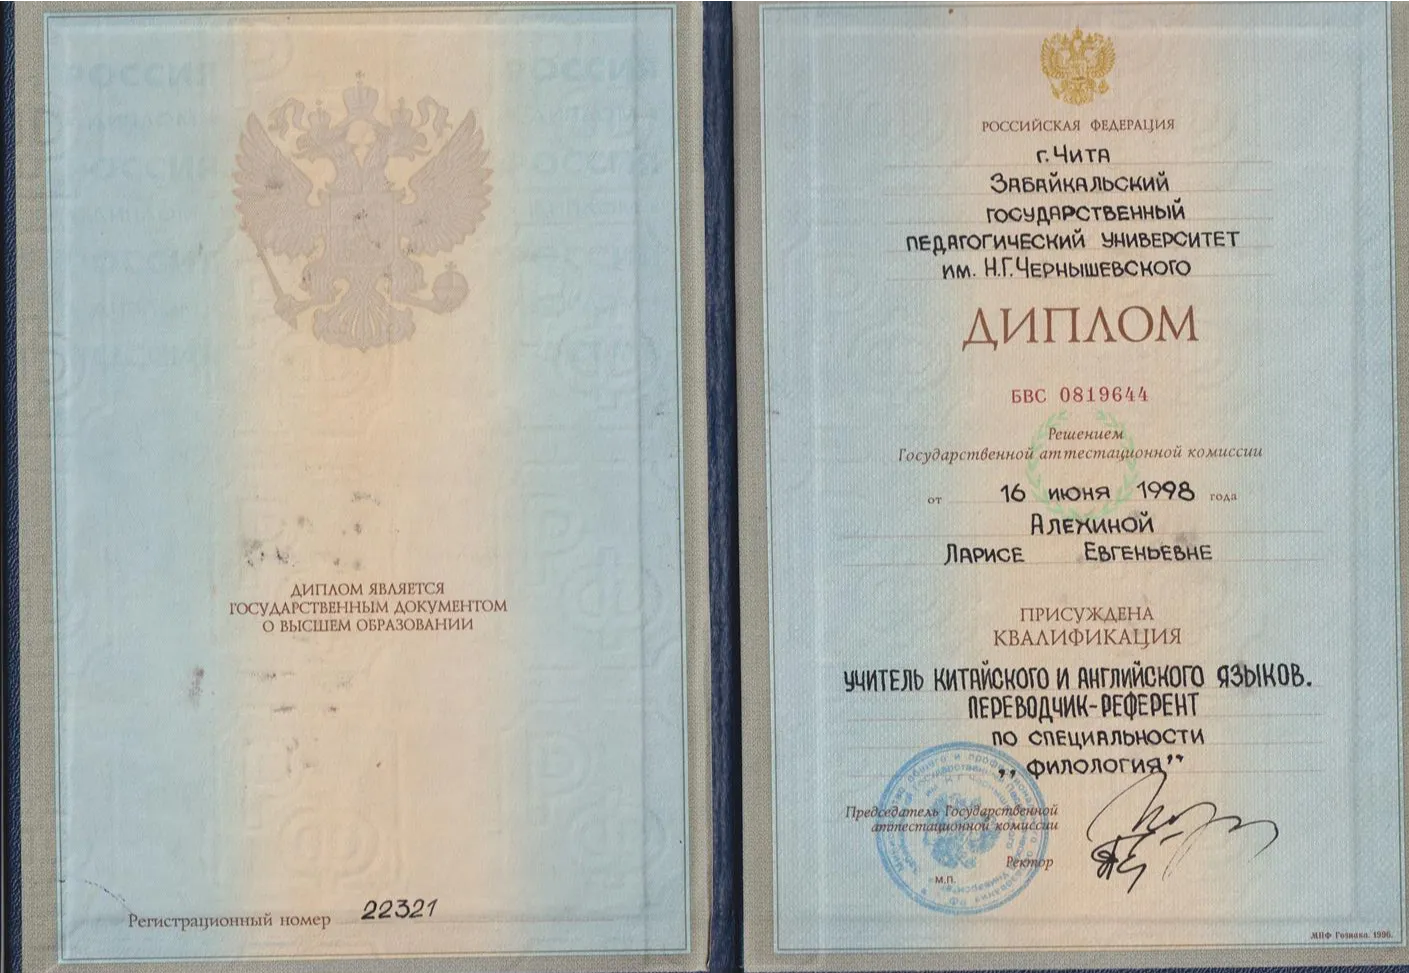 ДИПЛОМ ЯВЛЯЕТСЯ
ГОСУДАРСТВЕННЫМ ДОКУМЕНТОМ
О ВЫСШЕМ ОБРАЗОВАНИИ
Регистрационный номер 22321
РОССИЙСКАЯ ФЕДЕРАЦИЯ
г. Чита
Забайкальский
государственный
педагогический университет
им. Н.Г. Чернышевского
ДИПЛОМ
БВС 0819644
Решением
Государственной аттестационной комиссии
от 16 июня 1998 года
Алехиной
Ларисе Евгеньевне
ПРИСУЖДЕНА
КВАЛИФИКАЦИЯ
УЧИТЕЛЬ КИТАЙСКОГО И АНГЛИЙСКОГО ЯЗЫКОВ.
ПЕРЕВОДЧИК-РЕФЕРЕНТ
по специальности
,, филология"
Председатель Государственной
аттестационной комиссии
Ректор
М.П.
МПФ Гознака. 1996.